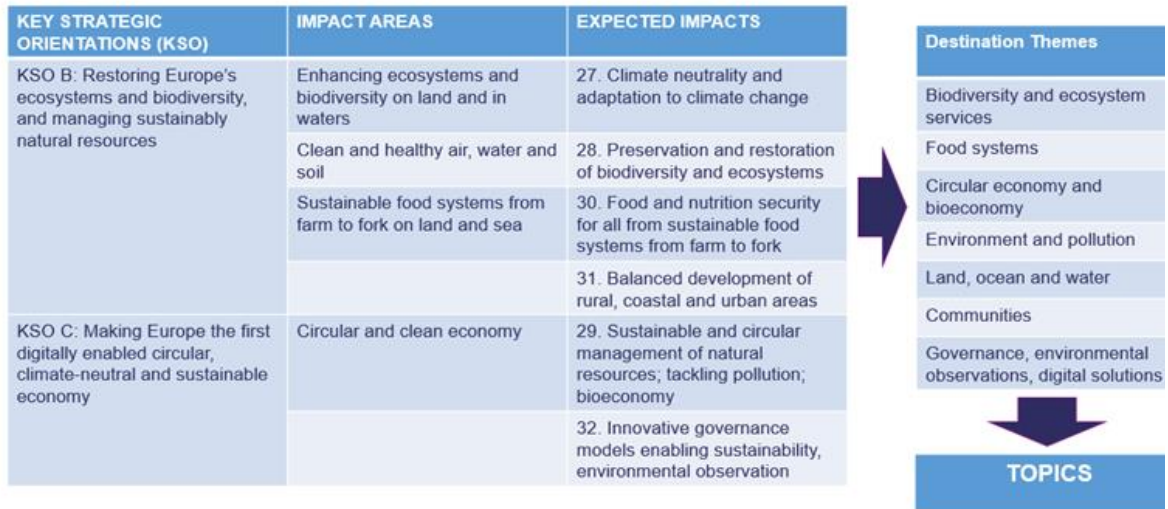 KEY STRATEGIC
ORIENTATIONS (KSO)
IMPACT AREAS
EXPECTED IMPACTS
KSO B: Restoring Europe's
ecosystems and biodiversity,
and managing sustainably
natural resources
Enhancing ecosystems and
biodiversity on land and in
waters
27. Climate neutrality and
adaptation to climate change
Clean and healthy air, water and
soil
28. Preservation and restoration
of biodiversity and ecosystems
Sustainable food systems from
farm to fork on land and sea
30. Food and nutrition security
for all from sustainable food
systems from farm to fork
31. Balanced development of
rural, coastal and urban areas
KSO C: Making Europe the first
digitally enabled circular,
climate-neutral and sustainable
economy
Circular and clean economy
29. Sustainable and circular
management of natural
resources; tackling pollution;
bioeconomy
32. Innovative governance
models enabling sustainability,
environmental observation
Destination Themes
Biodiversity and ecosystem
services
Food systems
Circular economy and
bioeconomy
Environment and pollution
Land, ocean and water
Communities
Governance, environmental
observations, digital solutions
TOPICS